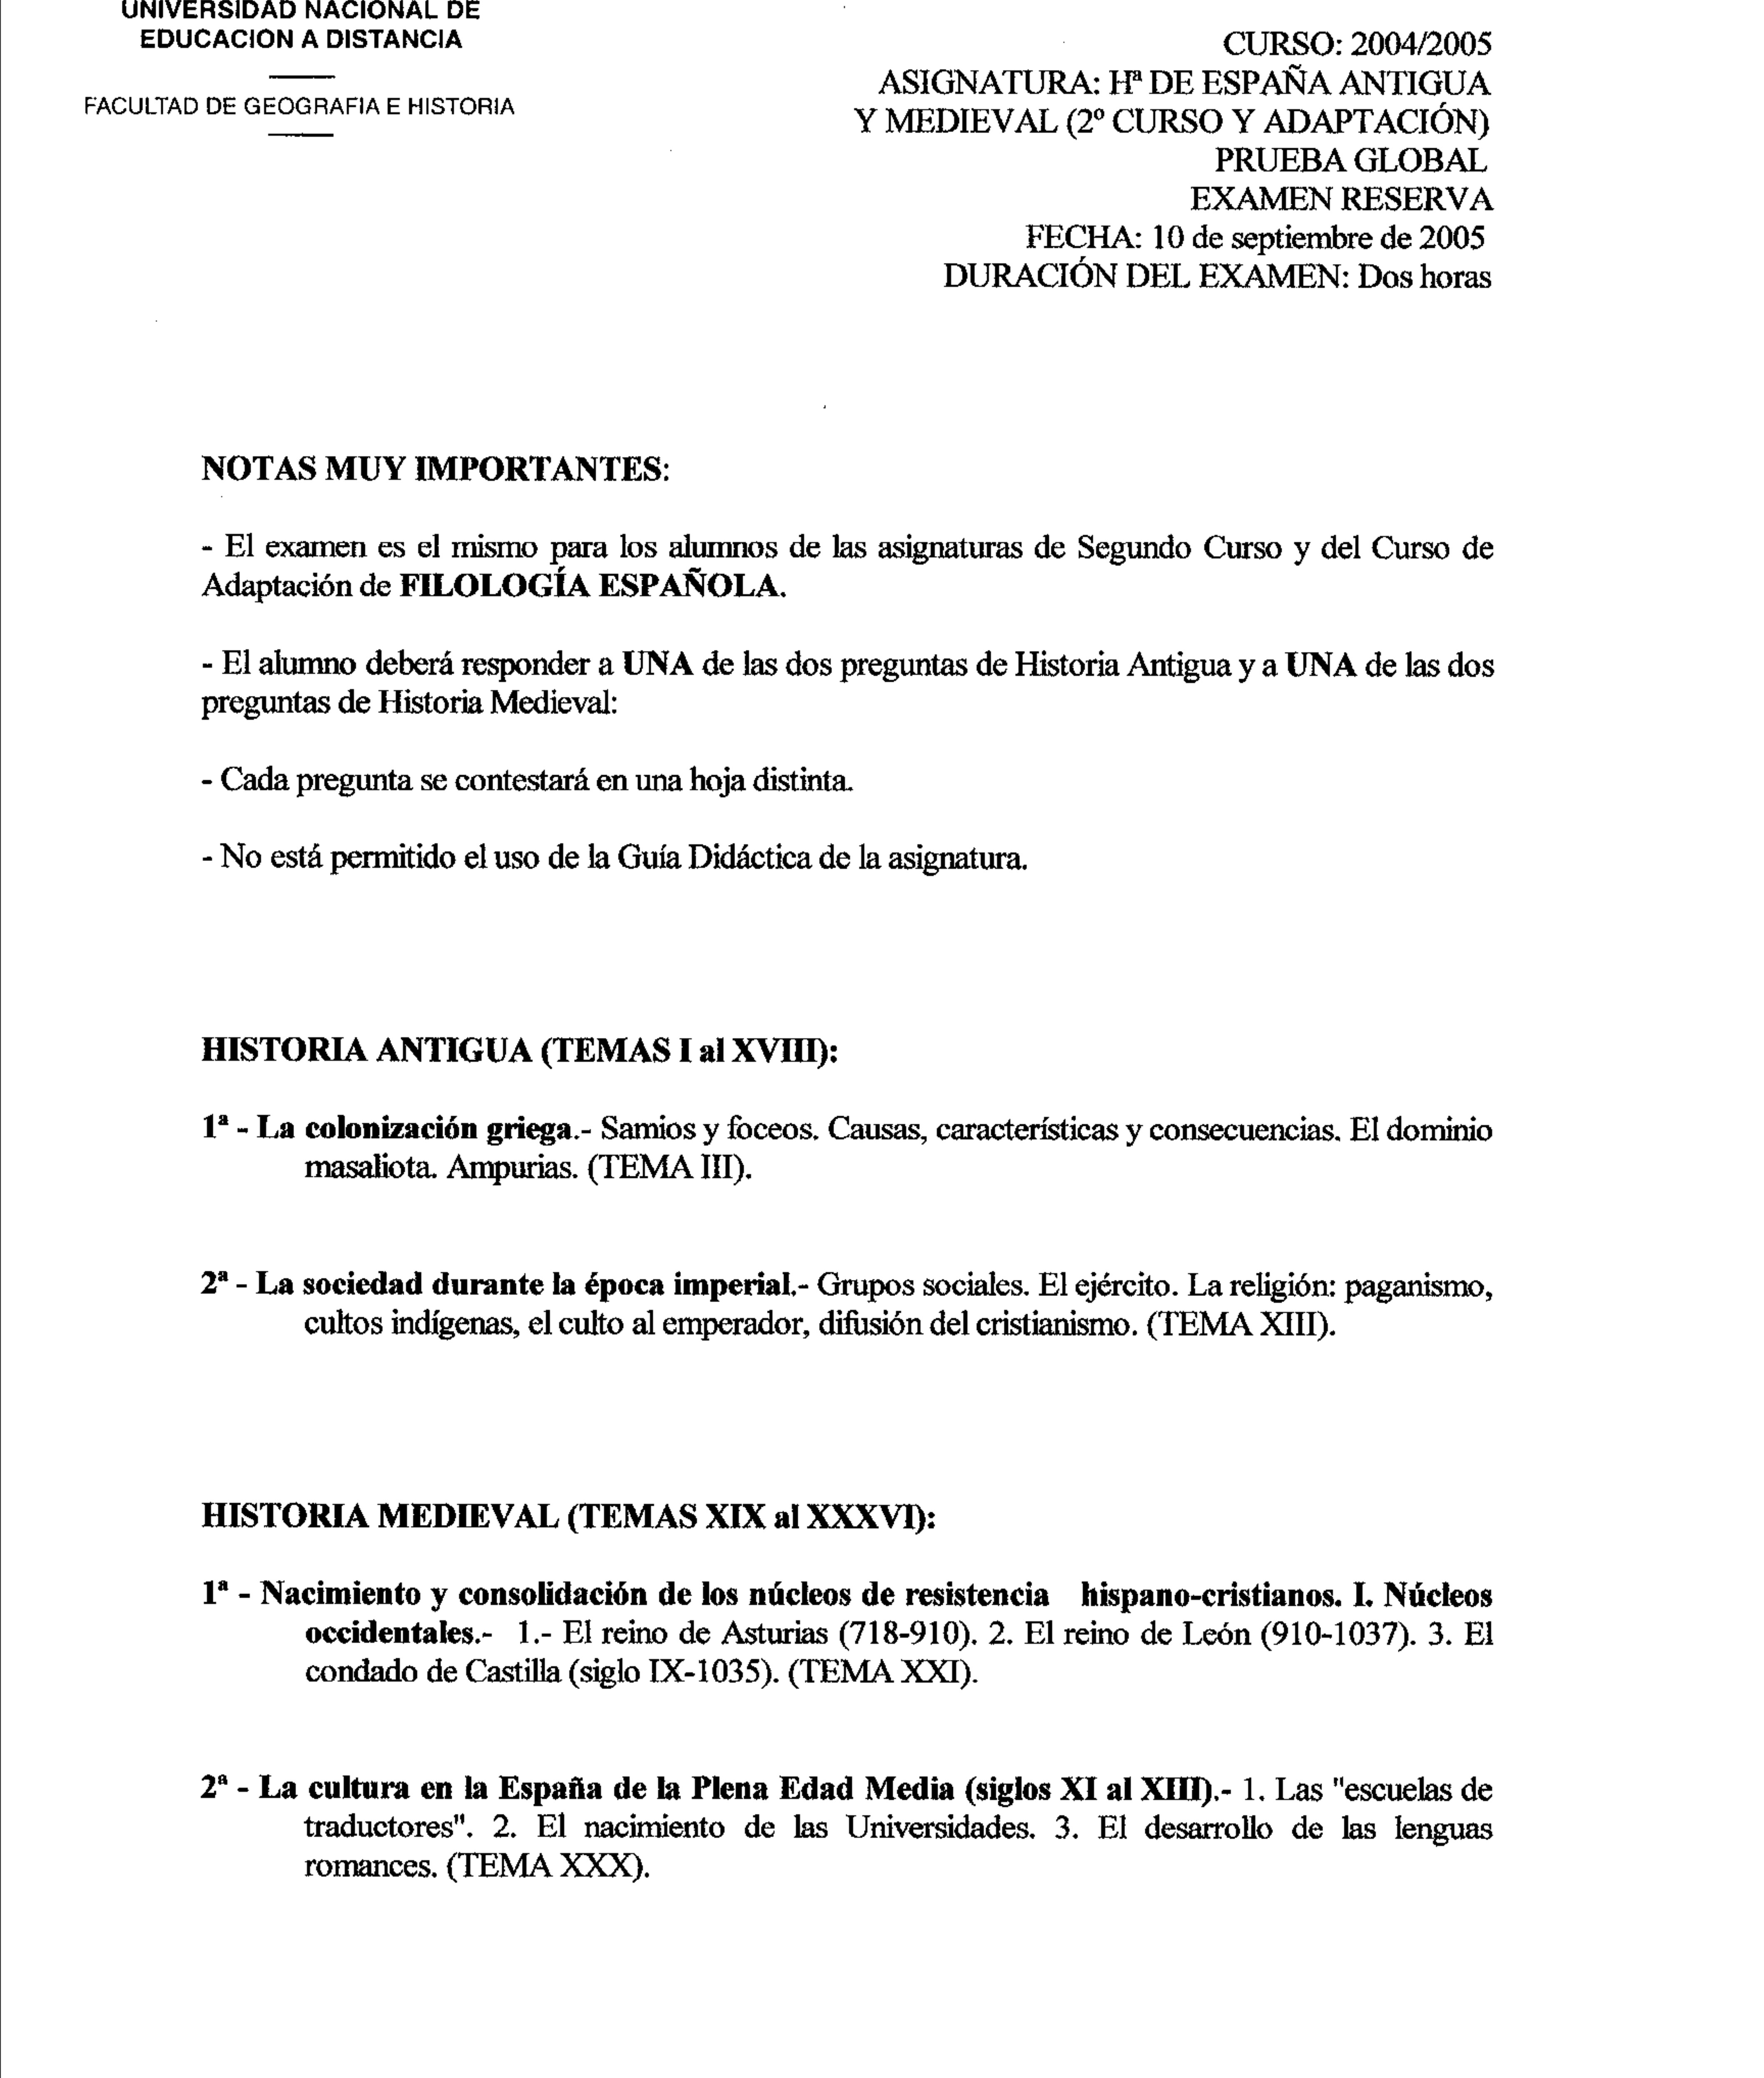 UNIVERSIDAD NACIONAL DE
EDUCACION A DISTANCIA
FACULTAD DE GEOGRAFIA E HISTORIA
CURSO: 2004/2005
ASIGNATURA: Hª DE ESPAÑA ANTIGUA
Y MEDIEVAL (2º CURSO Y ADAPTACIÓN)
PRUEBA GLOBAL
EXAMEN RESERVA
FECHA: 10 de septiembre de 2005
DURACIÓN DEL EXAMEN: Dos horas
NOTAS MUY IMPORTANTES:
- El examen es el mismo para los alumnos de las asignaturas de Segundo Curso y del Curso de
Adaptación de FILOLOGÍA ESPAÑOLA.
- El alumno deberá responder a UNA de las dos preguntas de Historia Antigua y a UNA de las dos
preguntas de Historia Medieval:
- Cada pregunta se contestará en una hoja distinta.
- No está permitido el uso de la Guía Didáctica de la asignatura.
HISTORIA ANTIGUA (TEMAS I al XVIII):
1ª - La colonización griega.- Samios y foceos. Causas, características y consecuencias. El dominio
masaliota. Ampurias. (TEMA III).
2ª - La sociedad durante la época imperial.- Grupos sociales. El ejército. La religión: paganismo,
cultos indígenas, el culto al emperador, difusión del cristianismo. (TEMA XIII).
HISTORIA MEDIEVAL (TEMAS XIX al XXXVI):
1ª - Nacimiento y consolidación de los núcleos de resistencia hispano-cristianos. I. Núcleos
occidentales.- 1.- El reino de Asturias (718-910). 2. El reino de León (910-1037). 3. El
condado de Castilla (siglo IX-1035). (TEMA XXI).
2ª - La cultura en la España de la Plena Edad Media (siglos XI al XIII).- 1. Las "escuelas de
traductores". 2. El nacimiento de las Universidades. 3. El desarrollo de las lenguas
romances. (TEMA XXX).